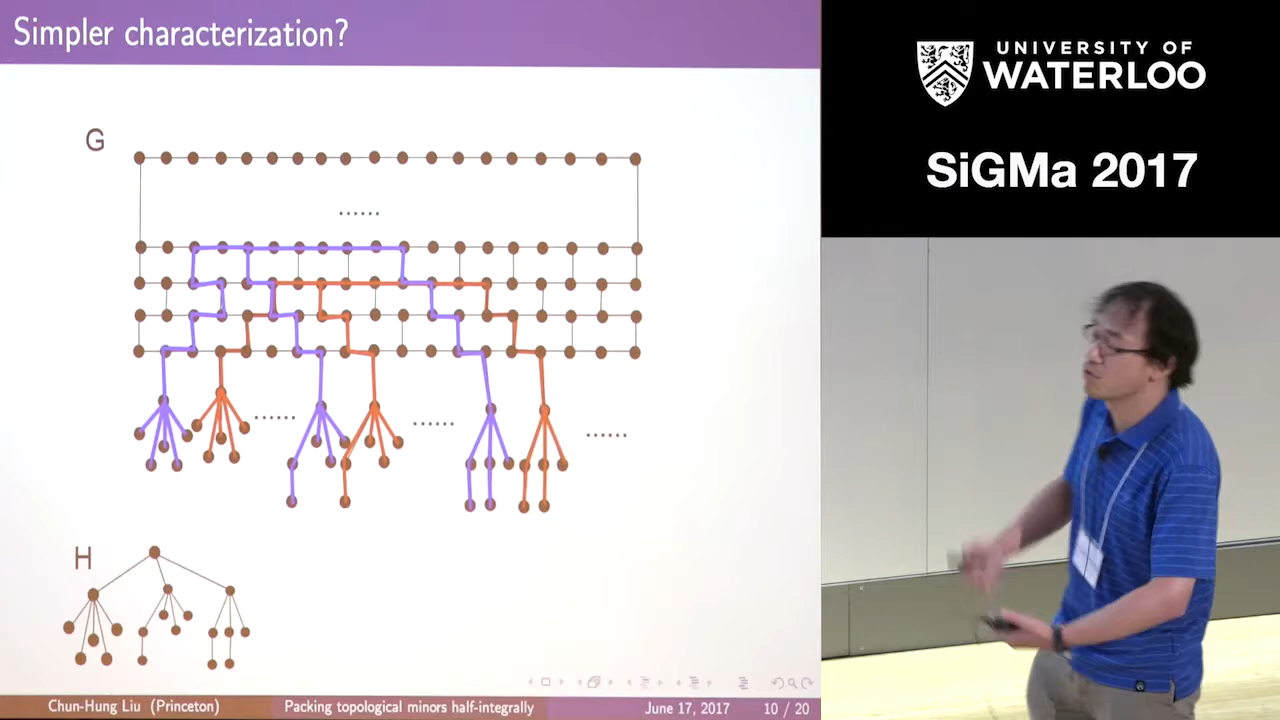 Simpler characterization?
G
......
......
......
......
H
Chun-Hung Liu (Princeton)
Packing topological minors half-integrally
June 17, 2017
10 / 20
UNIVERSITY OF
WATERLOO
SiGMa 2017